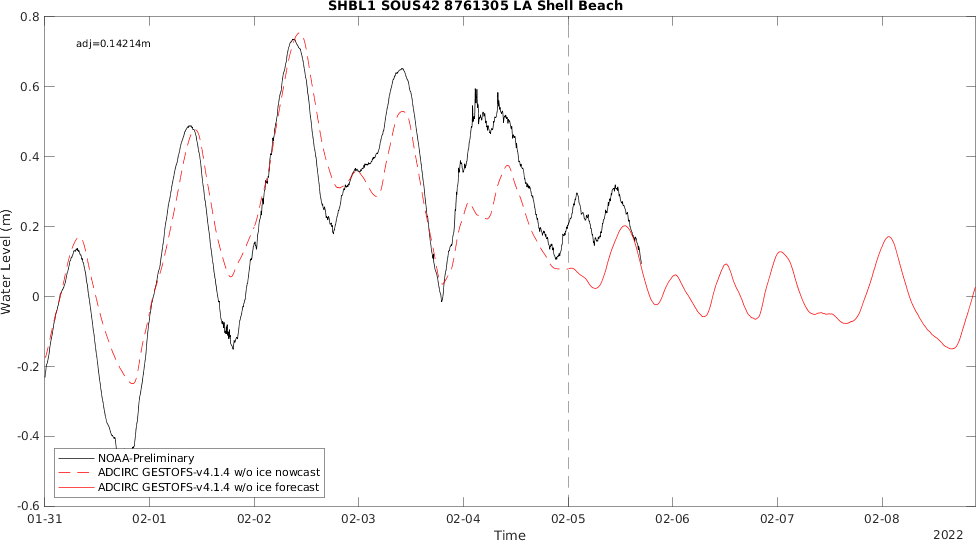 SHBL1 SOUS42 8761305 LA Shell Beach
adj=0.14214m
0.8
0.6
0.4
0.2
0
-0.2
-0.4
-0.6
Water Level (m)
NOAA-Preliminary
ADCIRC GESTOFS-v4.1.4 w/o ice nowcast
ADCIRC GESTOFS-v4.1.4 w/o ice forecast
01-31 02-01 02-02 02-03 02-04 02-05 02-06 02-07 02-08
Time
2022